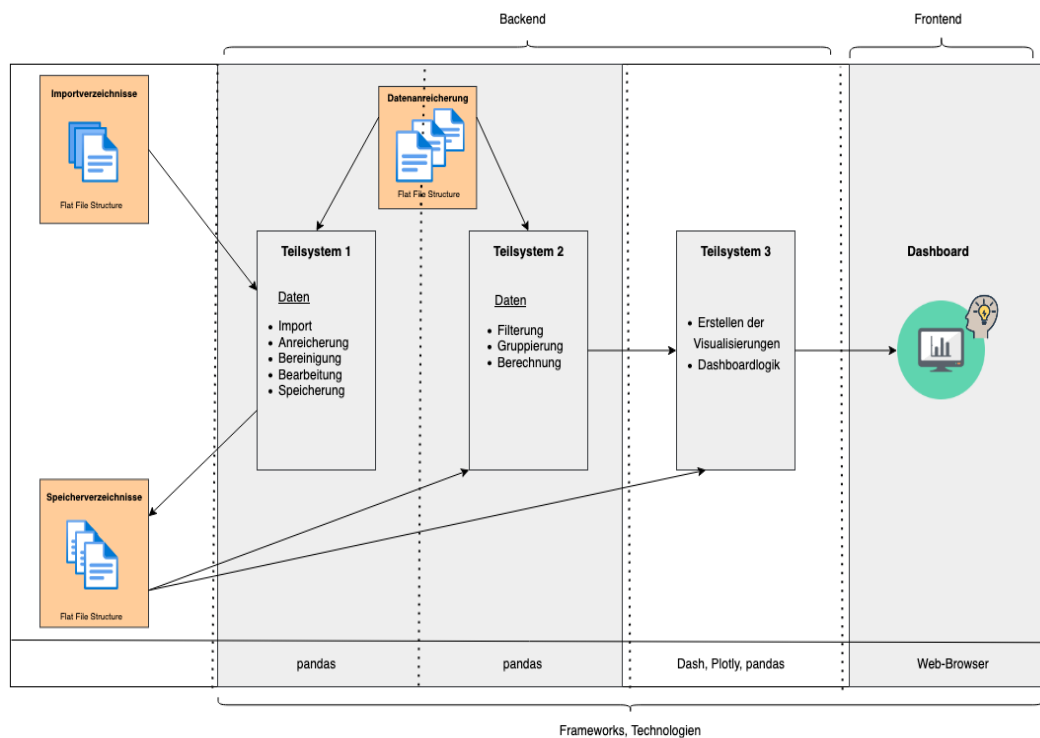 Backend
Frontend
Importverzeichnisse
Flat File Structure
Datenanreicherung
Flat File Structure
Teilsystem 1
Daten
Import
Anreicherung
Bereinigung
Bearbeitung
Speicherung
Teilsystem 2
Daten
Filterung
Gruppierung
Berechnung
Teilsystem 3
Erstellen der
Visualisierungen
Dashboardlogik
Dashboard
Speicherverzeichnisse
Flat File Structure
pandas
pandas
Dash, Plotly, pandas
Web-Browser
Frameworks, Technologien